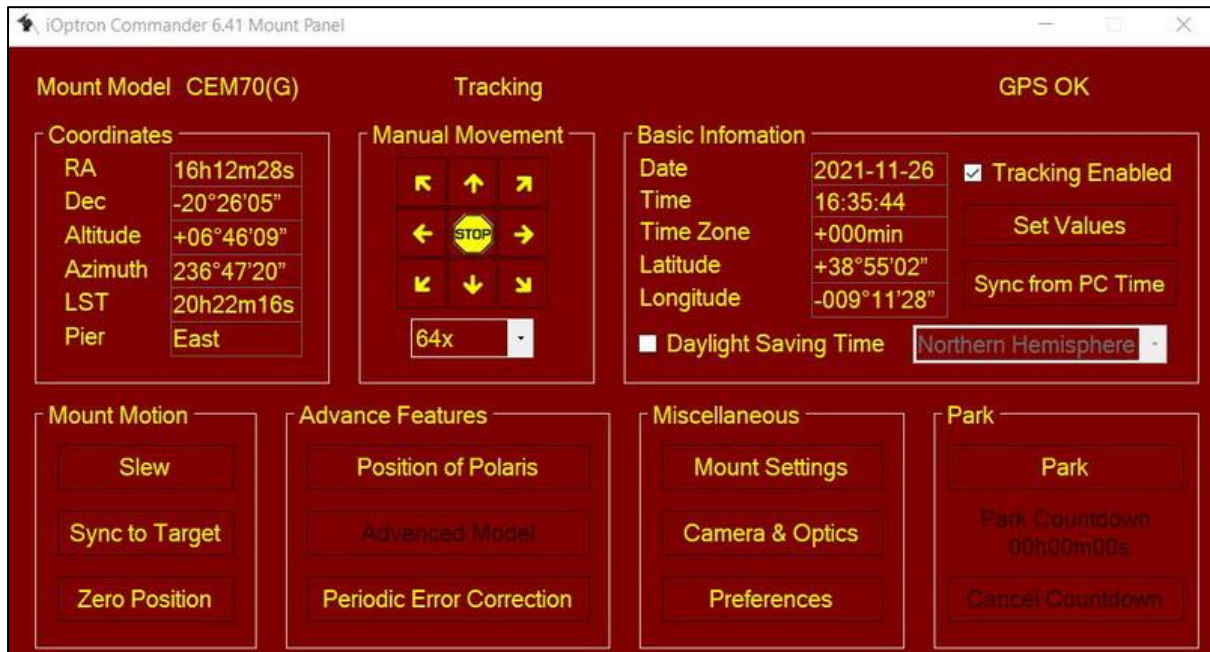 iOptron Commander 6.41 Mount Panel
Mount Model CEM70(G) Tracking GPS OK
Coordinates
RA 16h12m28s
Dec -20°26'05”
Altitude +06°46'09”
Azimuth 236°47'20”
LST 20h22m16s
Pier East
Manual Movement
STOP
64x
Basic Infomation
Date 2021-11-26
Time 16:35:44
Time Zone +000min
Latitude +38°55'02”
Longitude -009°11'28”
Tracking Enabled
Set Values
Sync from PC Time
Daylight Saving Time Northern Hemisphere
Mount Motion
Slew
Sync to Target
Zero Position
Advance Features
Position of Polaris
Advanced Model
Periodic Error Correction
Miscellaneous
Mount Settings
Camera & Optics
Preferences
Park
Park
Park Countdown
00h00m00s
Cancel Countdown